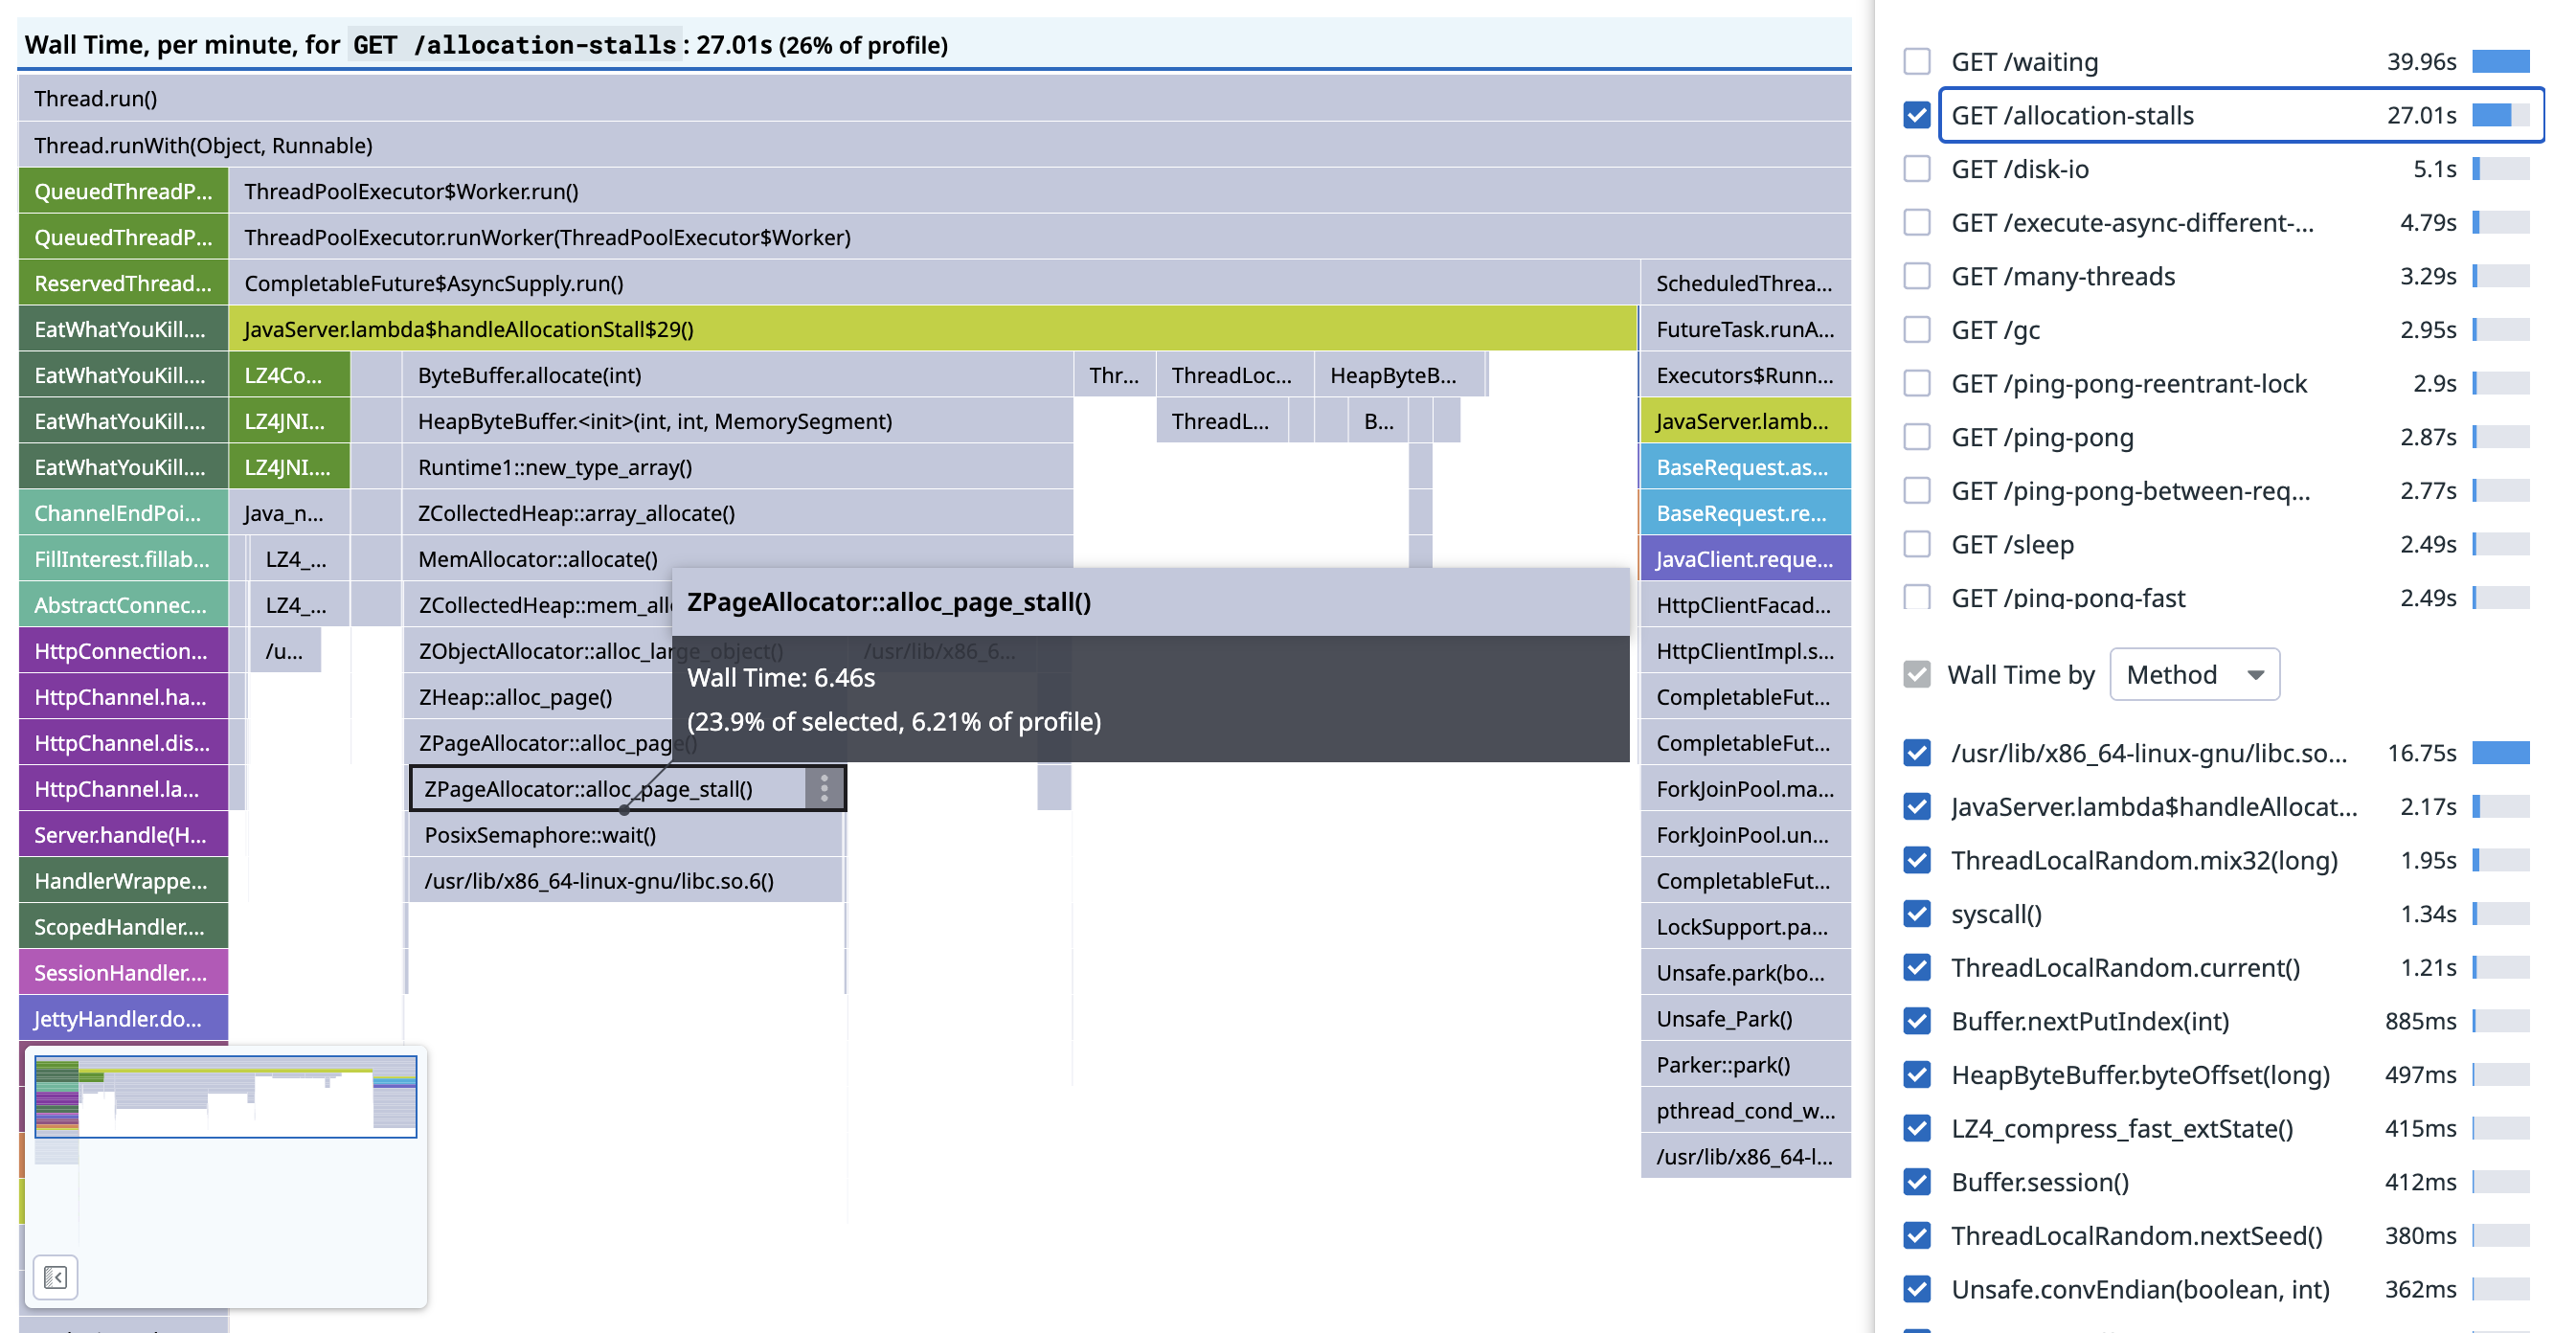 Wall Time, per minute, for GET /allocation-stalls: 27.01s (26% of profile)
Thread.run()
Thread.runWith(Object, Runnable)
QueuedThreadP... ThreadPoolExecutor$Worker.run()
QueuedThreadP... ThreadPoolExecutor.runWorker(ThreadPoolExecutor$Worker)
ReservedThread... CompletableFuture$AsyncSupply.run() ScheduledThrea...
EatWhatYouKill.... JavaServer.lambda$handleAllocationStall$29() FutureTask.runA...
EatWhatYouKill.... LZ4Co... ByteBuffer.allocate(int) Thr... ThreadLoc... HeapByteB... Executors$Runn...
EatWhatYouKill.... LZ4JNI... HeapByteBuffer.<init>(int, int, MemorySegment) ThreadL... B... JavaServer.lamb...
EatWhatYouKill.... LZ4JNI.... Runtime1::new_type_array() BaseRequest.as...
ChannelEndPoi... Java_n... ZCollectedHeap::array_allocate() BaseRequest.re...
FillInterest.fillab... LZ4_... MemAllocator::allocate() JavaClient.reque...
AbstractConnec... LZ4_... ZCollectedHeap::mem_all HttpClientFacad...
HttpConnection... /u... ZObjectAllocator::alloc_large_object() /usr/lib/x86_6... HttpClientImpl.s...
HttpChannel.ha... ZHeap::alloc_page() CompletableFut...
HttpChannel.dis... ZPageAllocator::alloc_page() CompletableFut...
HttpChannel.la... ZPageAllocator::alloc_page_stall() ForkJoinPool.ma...
Server.handle(H... PosixSemaphore::wait() ForkJoinPool.un...
HandlerWrappe... /usr/lib/x86_64-linux-gnu/libc.so.6() CompletableFut...
ScopedHandler.... LockSupport.pa...
SessionHandler.... Unsafe.park(bo...
JettyHandler.do... Unsafe_Park()
Parker::park()
pthread_cond_w...
/usr/lib/x86_64-l...
ZPageAllocator::alloc_page_stall()
Wall Time: 6.46s
(23.9% of selected, 6.21% of profile)
GET /waiting 39.96s
GET /allocation-stalls 27.01s
GET /disk-io 5.1s
GET /execute-async-different-... 4.79s
GET /many-threads 3.29s
GET /gc 2.95s
GET /ping-pong-reentrant-lock 2.9s
GET /ping-pong 2.87s
GET /ping-pong-between-req... 2.77s
GET /sleep 2.49s
GET /ping-pong-fast 2.49s
Wall Time by Method
/usr/lib/x86_64-linux-gnu/libc.so... 16.75s
JavaServer.lambda$handleAllocat... 2.17s
ThreadLocalRandom.mix32(long) 1.95s
syscall() 1.34s
ThreadLocalRandom.current() 1.21s
Buffer.nextPutIndex(int) 885ms
HeapByteBuffer.byteOffset(long) 497ms
LZ4_compress_fast_extState() 415ms
Buffer.session() 412ms
ThreadLocalRandom.nextSeed() 380ms
Unsafe.convEndian(boolean, int) 362ms